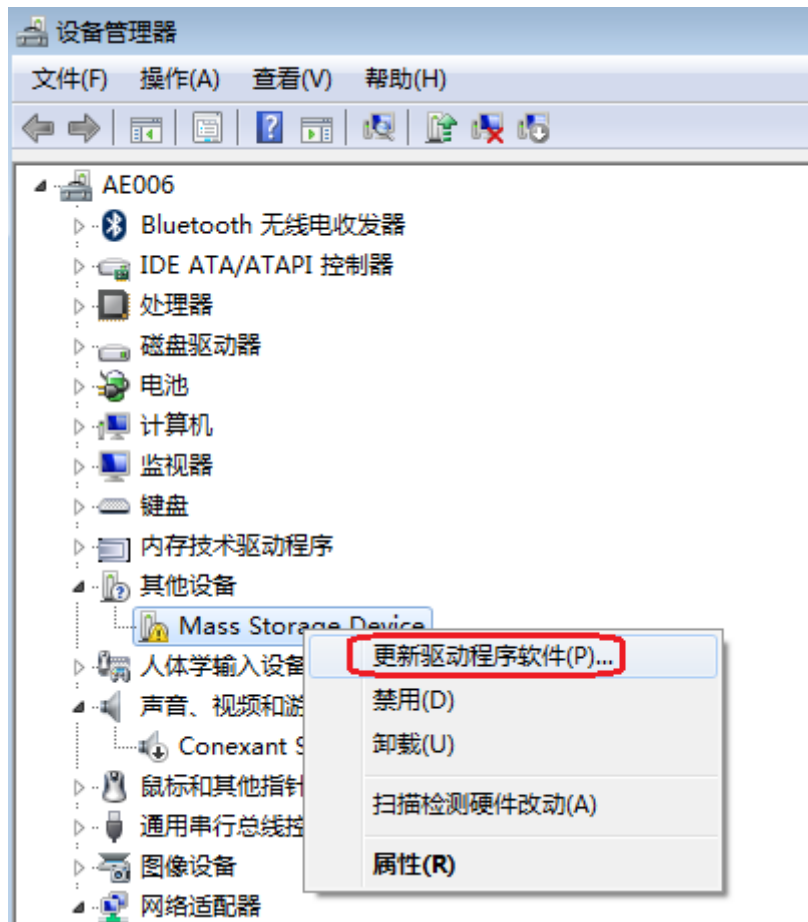 设备管理器
文件(F) 操作(A) 查看(V) 帮助(H)
AE006
Bluetooth 无线电收发器
IDE ATA/ATAPI 控制器
处理器
磁盘驱动器
电池
计算机
监视器
键盘
内存技术驱动程序
其他设备
Mass Storage Device
更新驱动程序软件(P)...
人体学输入设备
禁用(D)
声音、视频和游
卸载(U)
Conexant S
鼠标和其他指针
扫描检测硬件改动(A)
通用串行总线控
图像设备
属性(R)
网络适配器